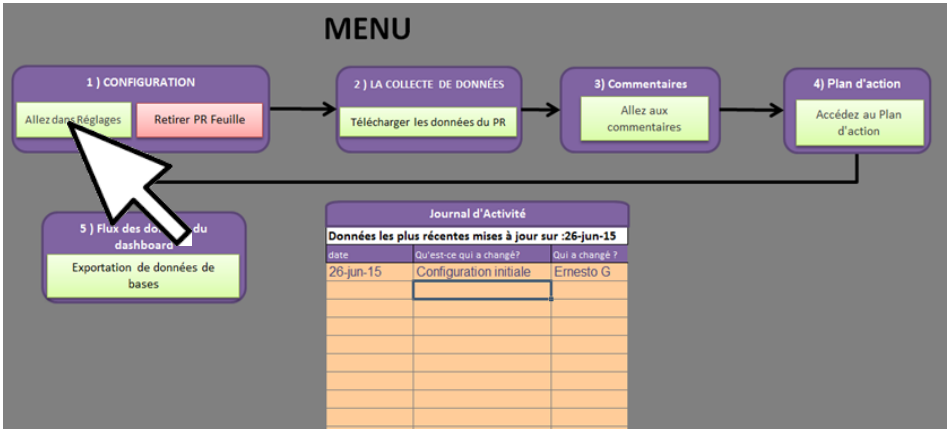 MENU
1 ) CONFIGURATION
Allez dans Réglages
Retirer PR Feuille
2 ) LA COLLECTE DE DONNÉES
Télécharger les données du PR
3) Commentaires
Allez aux
commentaires
4) Plan d'action
Accédez au Plan
d'action
5 ) Flux des du
dashboard
Exportation de données de
bases
Journal d'Activité
Données les plus récentes mises à jour sur :26-jun-15
date
Qu'est-ce qui a changé?
Qui a changé ?
26-jun-15
Configuration initiale
Ernesto G